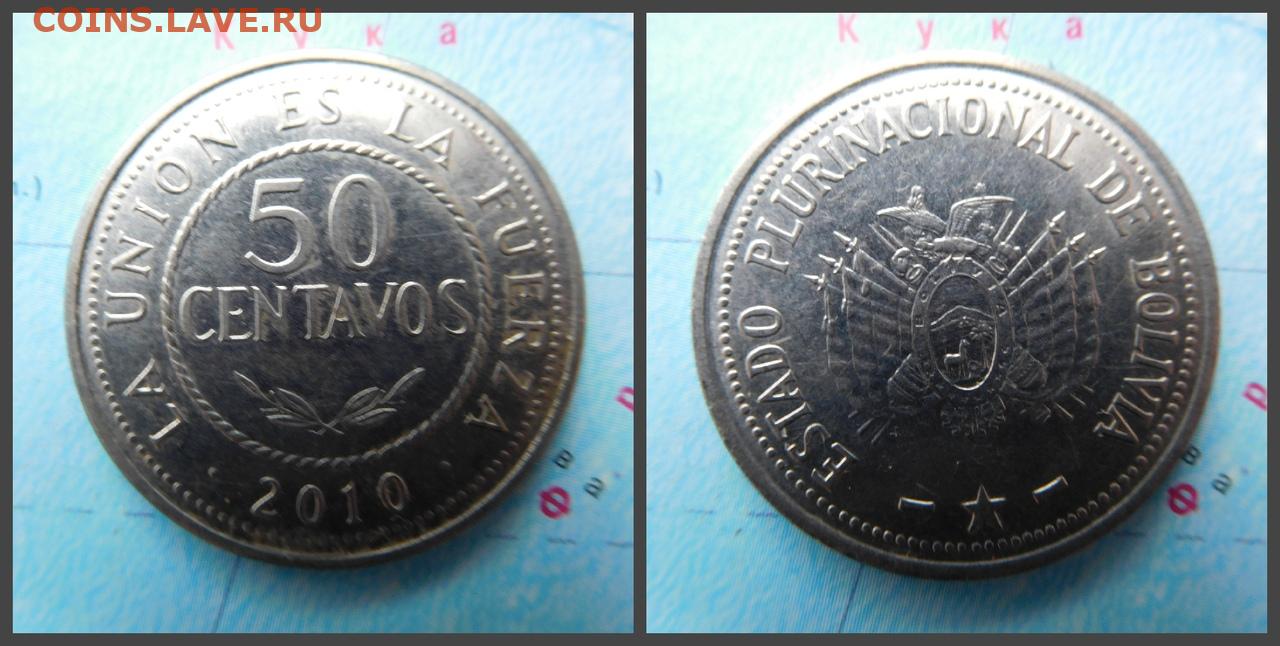 COINS.LAVE.RU
К у к а
LA UNION ES LA FUERZA
50
CENTAVOS
2010
К у к а
ESTADO PLURINACIONAL DE BOLIVIA